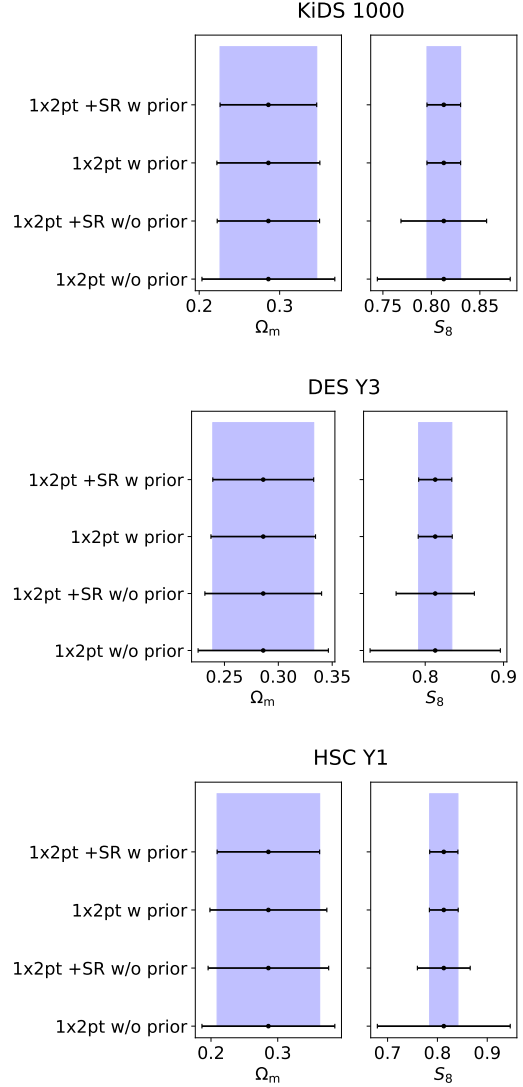 KiDS 1000
1x2pt +SR w prior
1x2pt w prior
1x2pt +SR w/o prior
1x2pt w/o prior
0.2 0.3 0.75 0.80 0.85
Ωm S8
DES Y3
1x2pt +SR w prior
1x2pt w prior
1x2pt +SR w/o prior
1x2pt w/o prior
0.25 0.30 0.35 0.8 0.9
Ωm S8
HSC Y1
1x2pt +SR w prior
1x2pt w prior
1x2pt +SR w/o prior
1x2pt w/o prior
0.2 0.3 0.7 0.8 0.9
Ωm S8